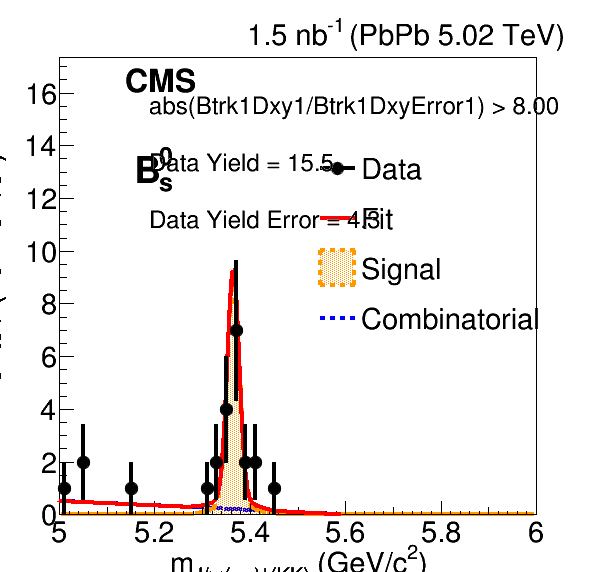 1.5 nb-1 (PbPb 5.02 TeV)
CMS
abs(Btrk1Dxy1/Btrk1DxyError1) > 8.00
B0s
Data Yield = 15.5
Data
Data Yield Error = 4.3
Fit
Signal
Combinatorial
16
14
12
10
8
6
4
2
0
5 5.2 5.4 5.6 5.8 6
(GeV/c2)